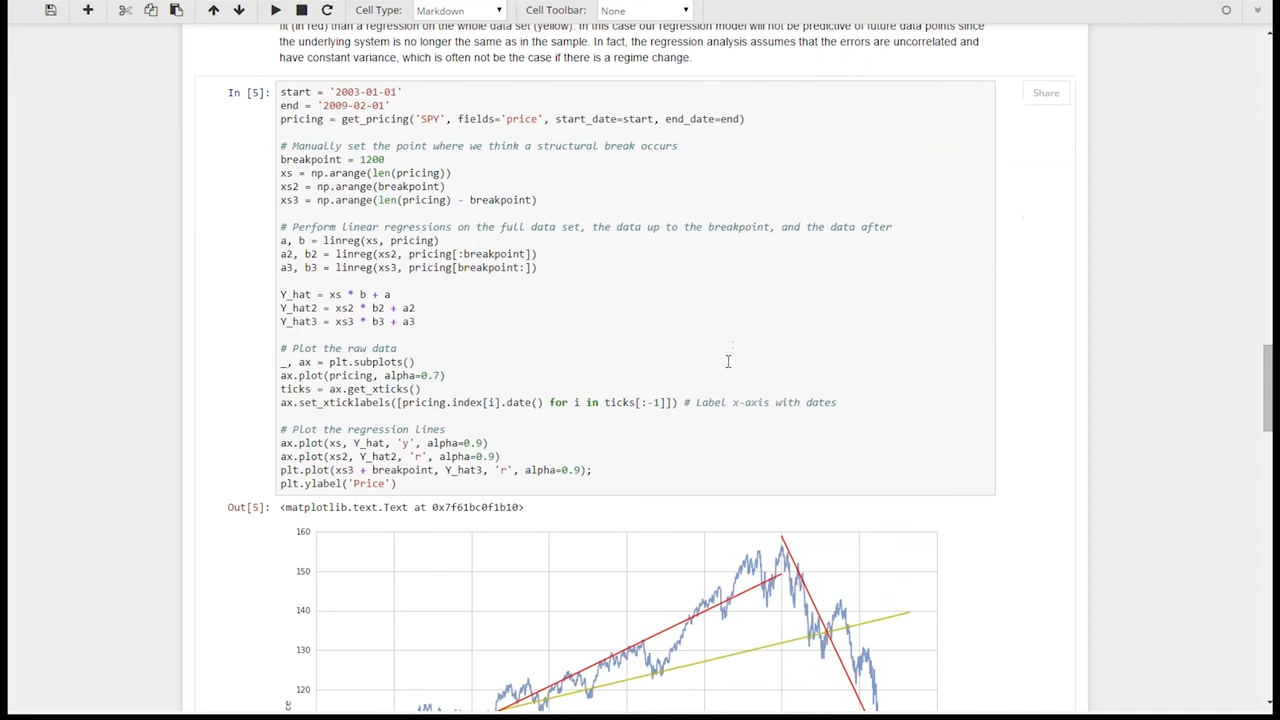 Cell Type: Markdown Cell Toolbar: None
fit (in red) than a regression on the whole data set (yellow). In this case our regression model will not be predictive of future data points since
the underlying system is no longer the same as in the sample. In fact, the regression analysis assumes that the errors are uncorrelated and
have constant variance, which is often not be the case if there is a regime change.
In [5]:
Share
start = '2003-01-01'
end = '2009-02-01'
pricing = get_pricing('SPY', fields='price', start_date=start, end_date=end)
# Manually set the point where we think a structural break occurs
breakpoint = 1200
xs = np.arange(len(pricing))
xs2 = np.arange(breakpoint)
xs3 = np.arange(len(pricing) - breakpoint)
# Perform linear regressions on the full data set, the data up to the breakpoint, and the data after
a, b = linreg(xs, pricing)
a2, b2 = linreg(xs2, pricing[:breakpoint])
a3, b3 = linreg(xs3, pricing[breakpoint:])
Y_hat = xs * b + a
Y_hat2 = xs2 * b2 + a2
Y_hat3 = xs3 * b3 + a3
# Plot the raw data
_, ax = plt.subplots()
ax.plot(pricing, alpha=0.7)
ticks = ax.get_xticks()
ax.set_xticklabels([pricing.index[i].date() for i in ticks[:-1]]) # Label x-axis with dates
# Plot the regression lines
ax.plot(xs, Y_hat, 'y', alpha=0.9)
ax.plot(xs2, Y_hat2, 'r', alpha=0.9)
plt.plot(xs3 + breakpoint, Y_hat3, 'r', alpha=0.9);
plt.ylabel('Price')
Out[5]: <matplotlib.text.Text at 0x7f61bc0f1b10>
160
150
140
130
120